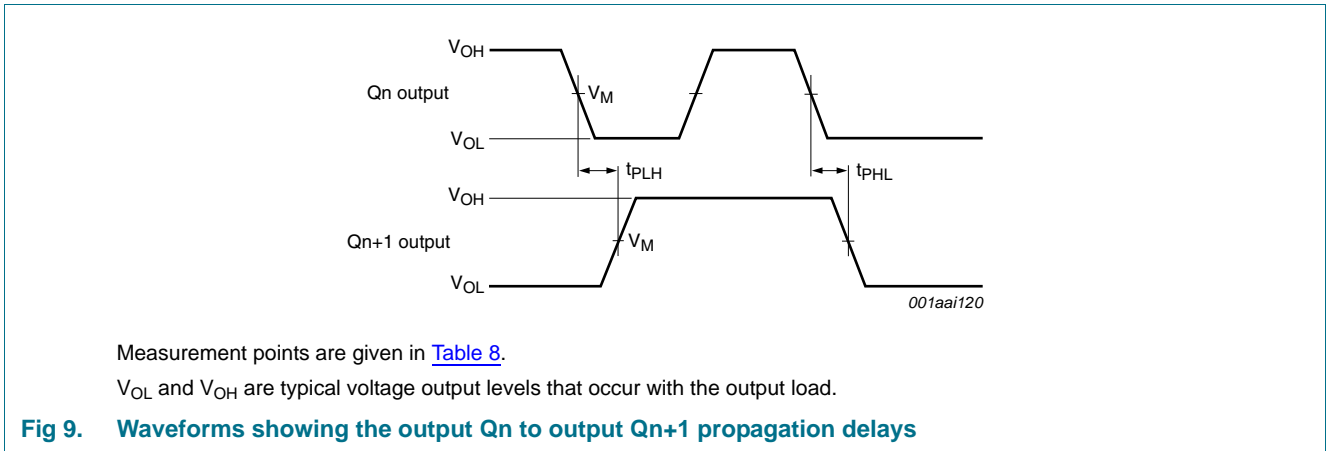 VOH
Qn output
VM
VOL
tPLH
tPHL
VOH
Qn+1 output
VM
VOL
001aai120
Measurement points are given in Table 8.
VOL and VOH are typical voltage output levels that occur with the output load.
Fig 9. Waveforms showing the output Qn to output Qn+1 propagation delays